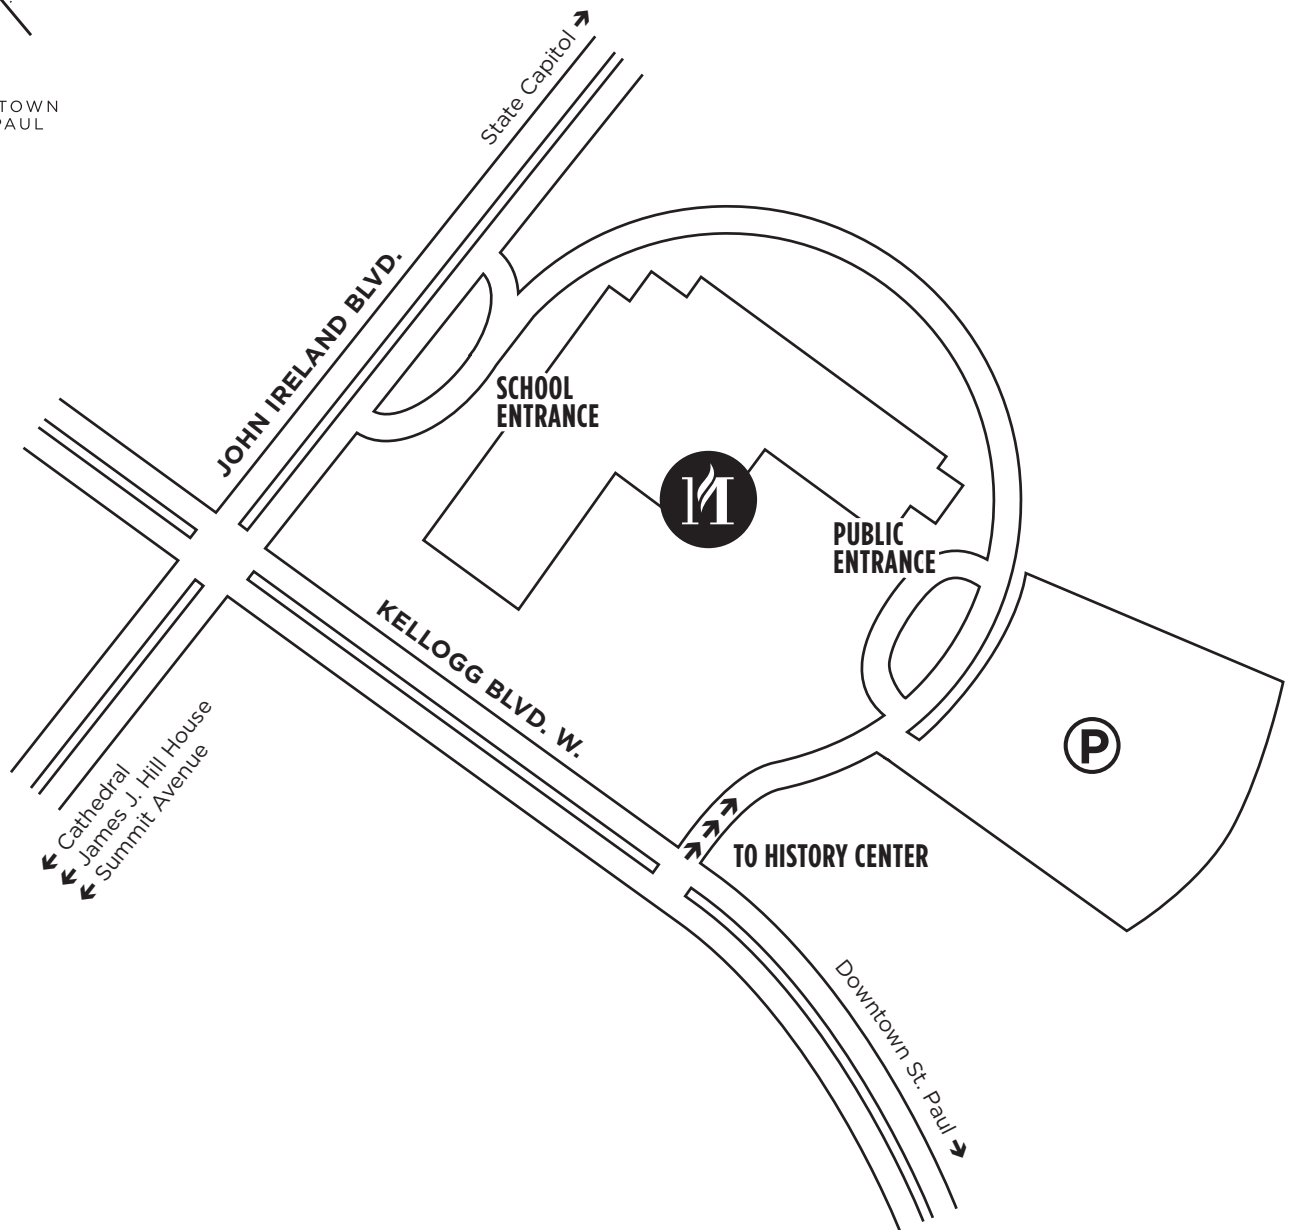 TOWN
PAUL
State Capitol
JOHN IRELAND BLVD.
SCHOOL
ENTRANCE
PUBLIC
ENTRANCE
KELLOGG BLVD. W.
Cathedral
James J. Hill House
Summit Avenue
P
TO HISTORY CENTER
Downtown St. Paul